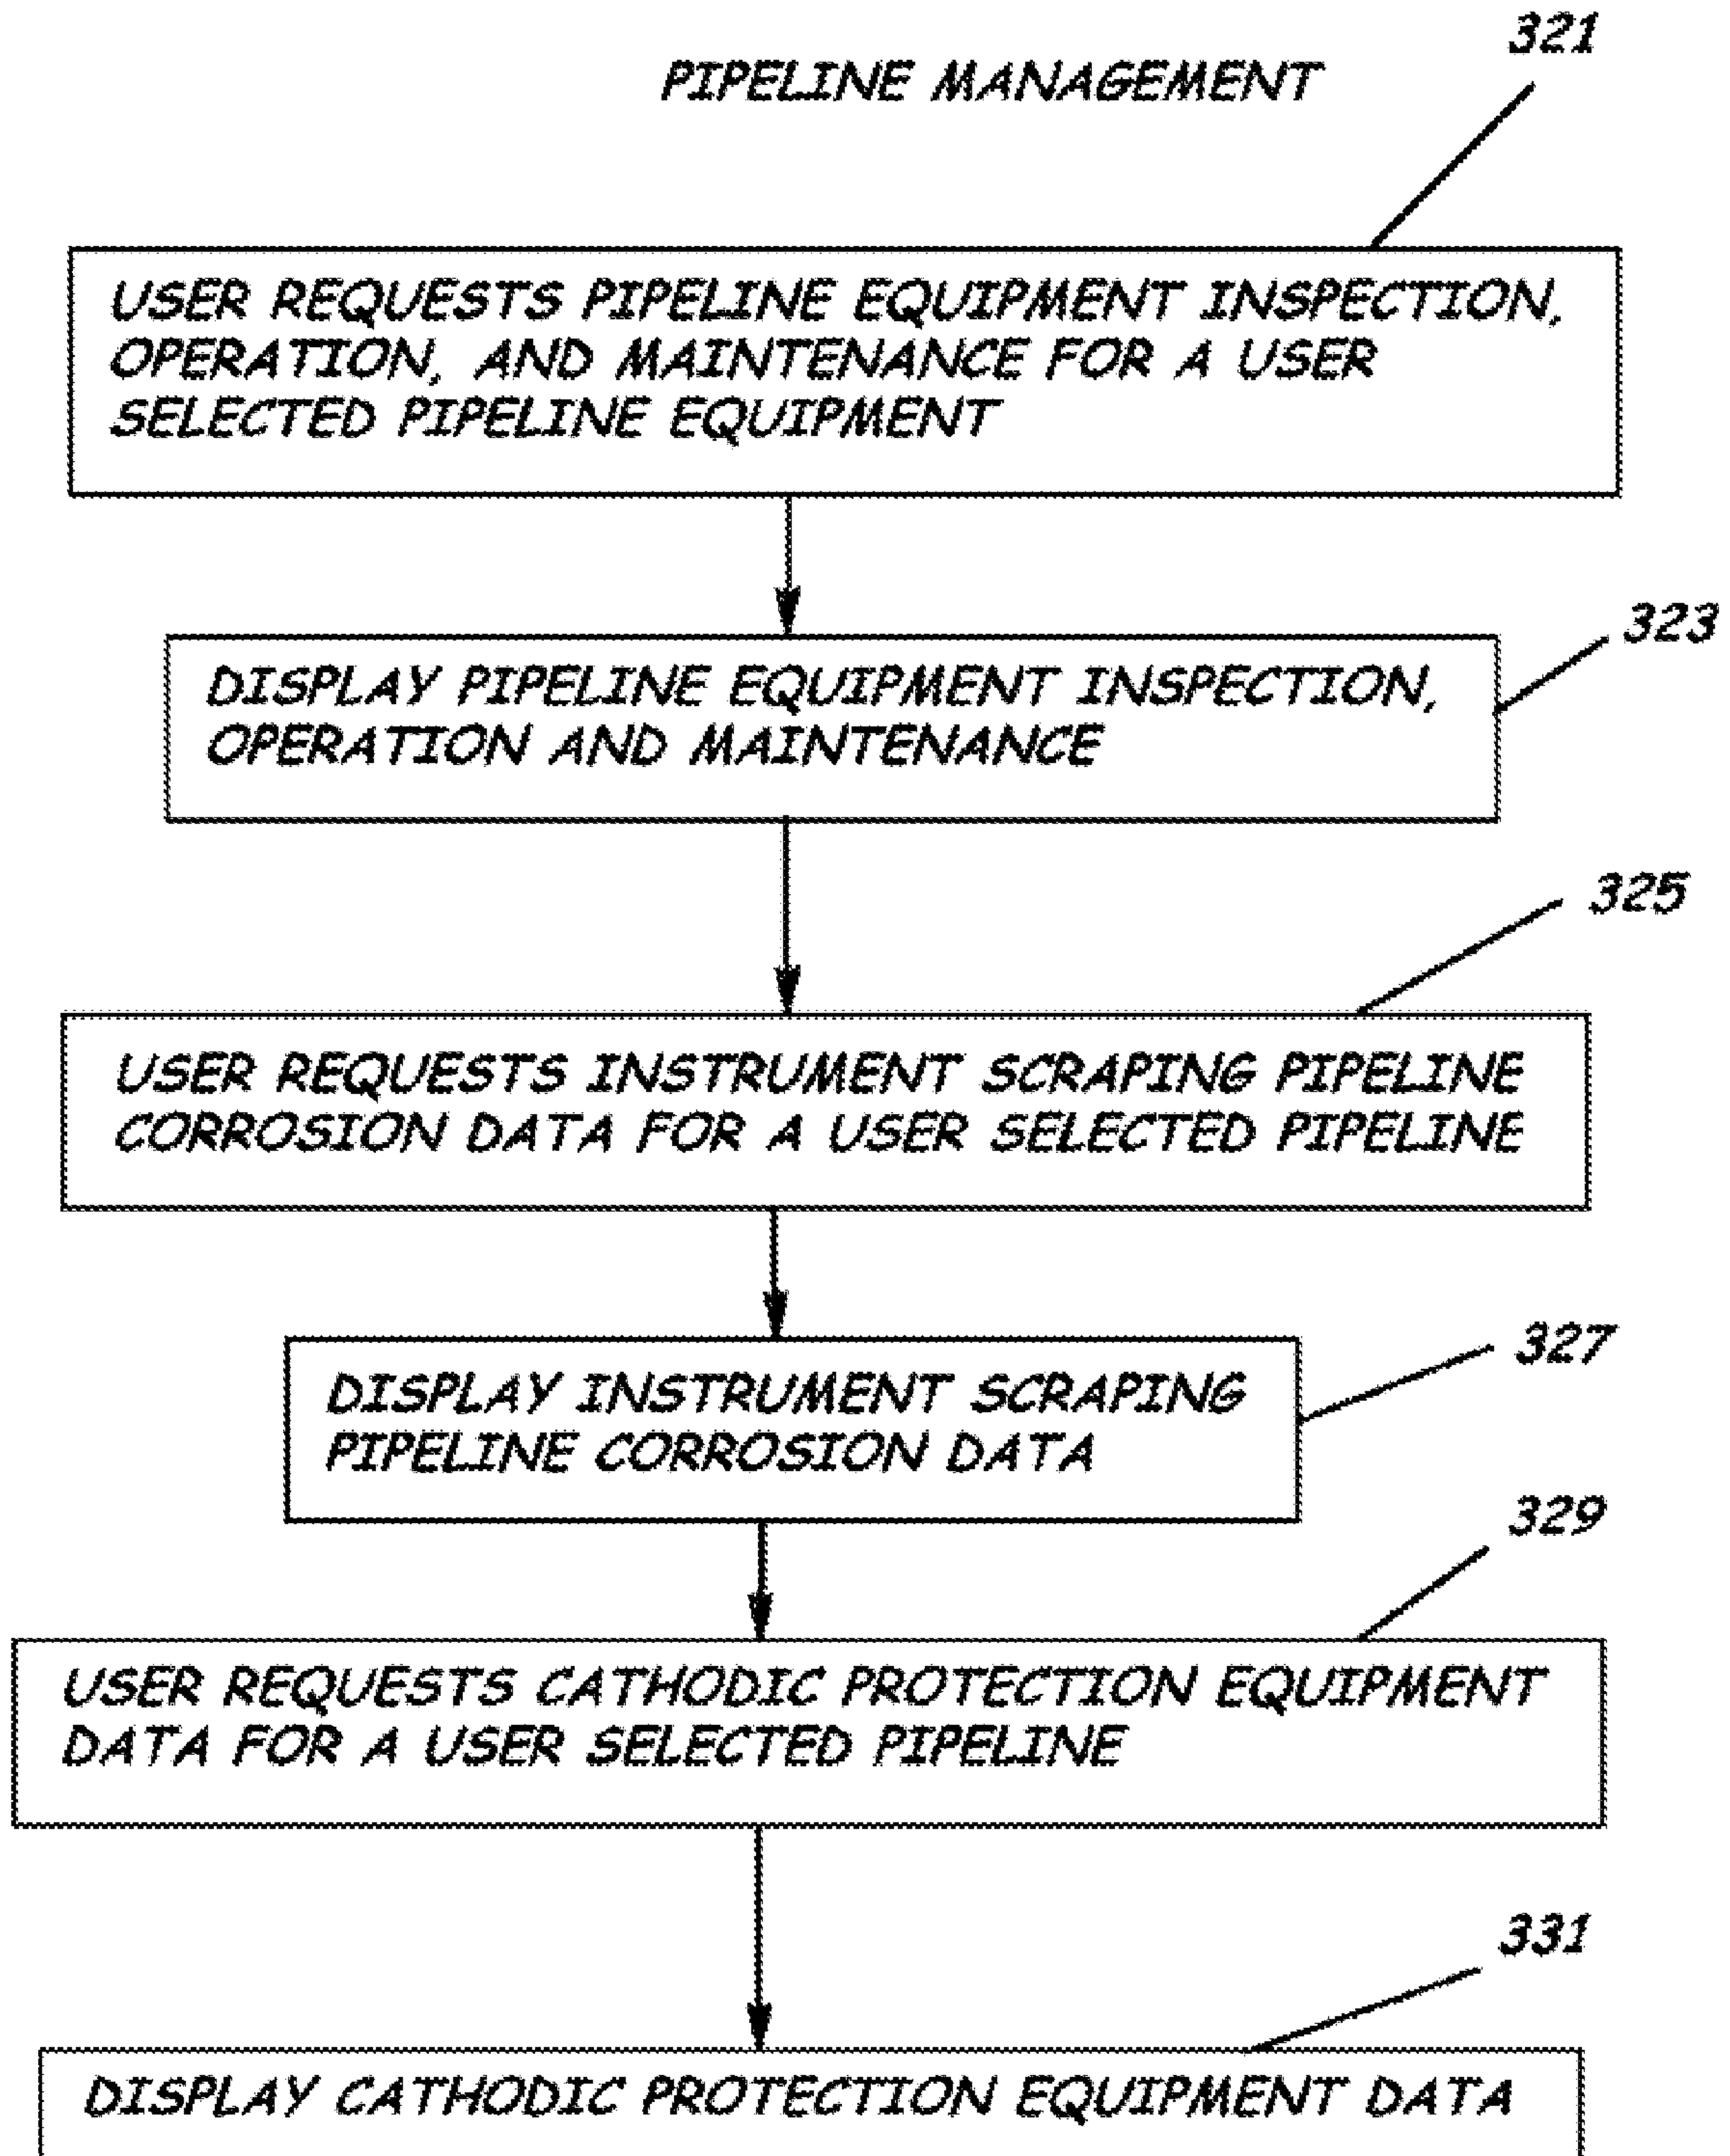 321
PIPELINE MANAGEMENT
USER REQUESTS PIPELINE EQUIPMENT INSPECTION,
OPERATION, AND MAINTENANCE FOR A USER
SELECTED PIPELINE EQUIPMENT
323
DISPLAY PIPELINE EQUIPMENT INSPECTION,
OPERATION AND MAINTENANCE
325
USER REQUESTS INSTRUMENT SCRAPING PIPELINE
CORROSION DATA FOR A USER SELECTED PIPELINE
327
DISPLAY INSTRUMENT SCRAPING
PIPELINE CORROSION DATA
329
USER REQUESTS CATHODIC PROTECTION EQUIPMENT
DATA FOR A USER SELECTED PIPELINE
331
DISPLAY CATHODIC PROTECTION EQUIPMENT DATA